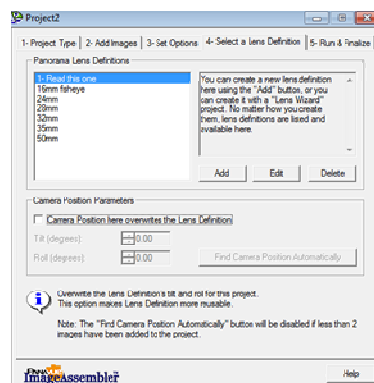 Project2
1- Project Type
2- Add Images
3- Set Options
4- Select a Lens Definition
5- Run & Finalize
Panorama Lens Definitions
1- Read this one
16mm fisheye
24mm
28mm
32mm
35mm
50mm
You can create a new lens definition
here using the "Add" button, or you
can create it with a "Lens Wizard"
project. No matter how you create
them, lens definitions are listed and
available here.
Add
Edit
Delete
Camera Position Parameters
Camera Position here overwrites the Lens Definition
Tilt (degrees):
0.00
Roll (degrees):
0.00
Find Camera Position Automatically
Overwrite the Lens Definition's tilt and roll for this project.
This option makes Lens Definition more reusable.
Note: The "Find Camera Position Automatically" button will be disabled if less than 2
images have been added to the project.
ImageAssembler
Help